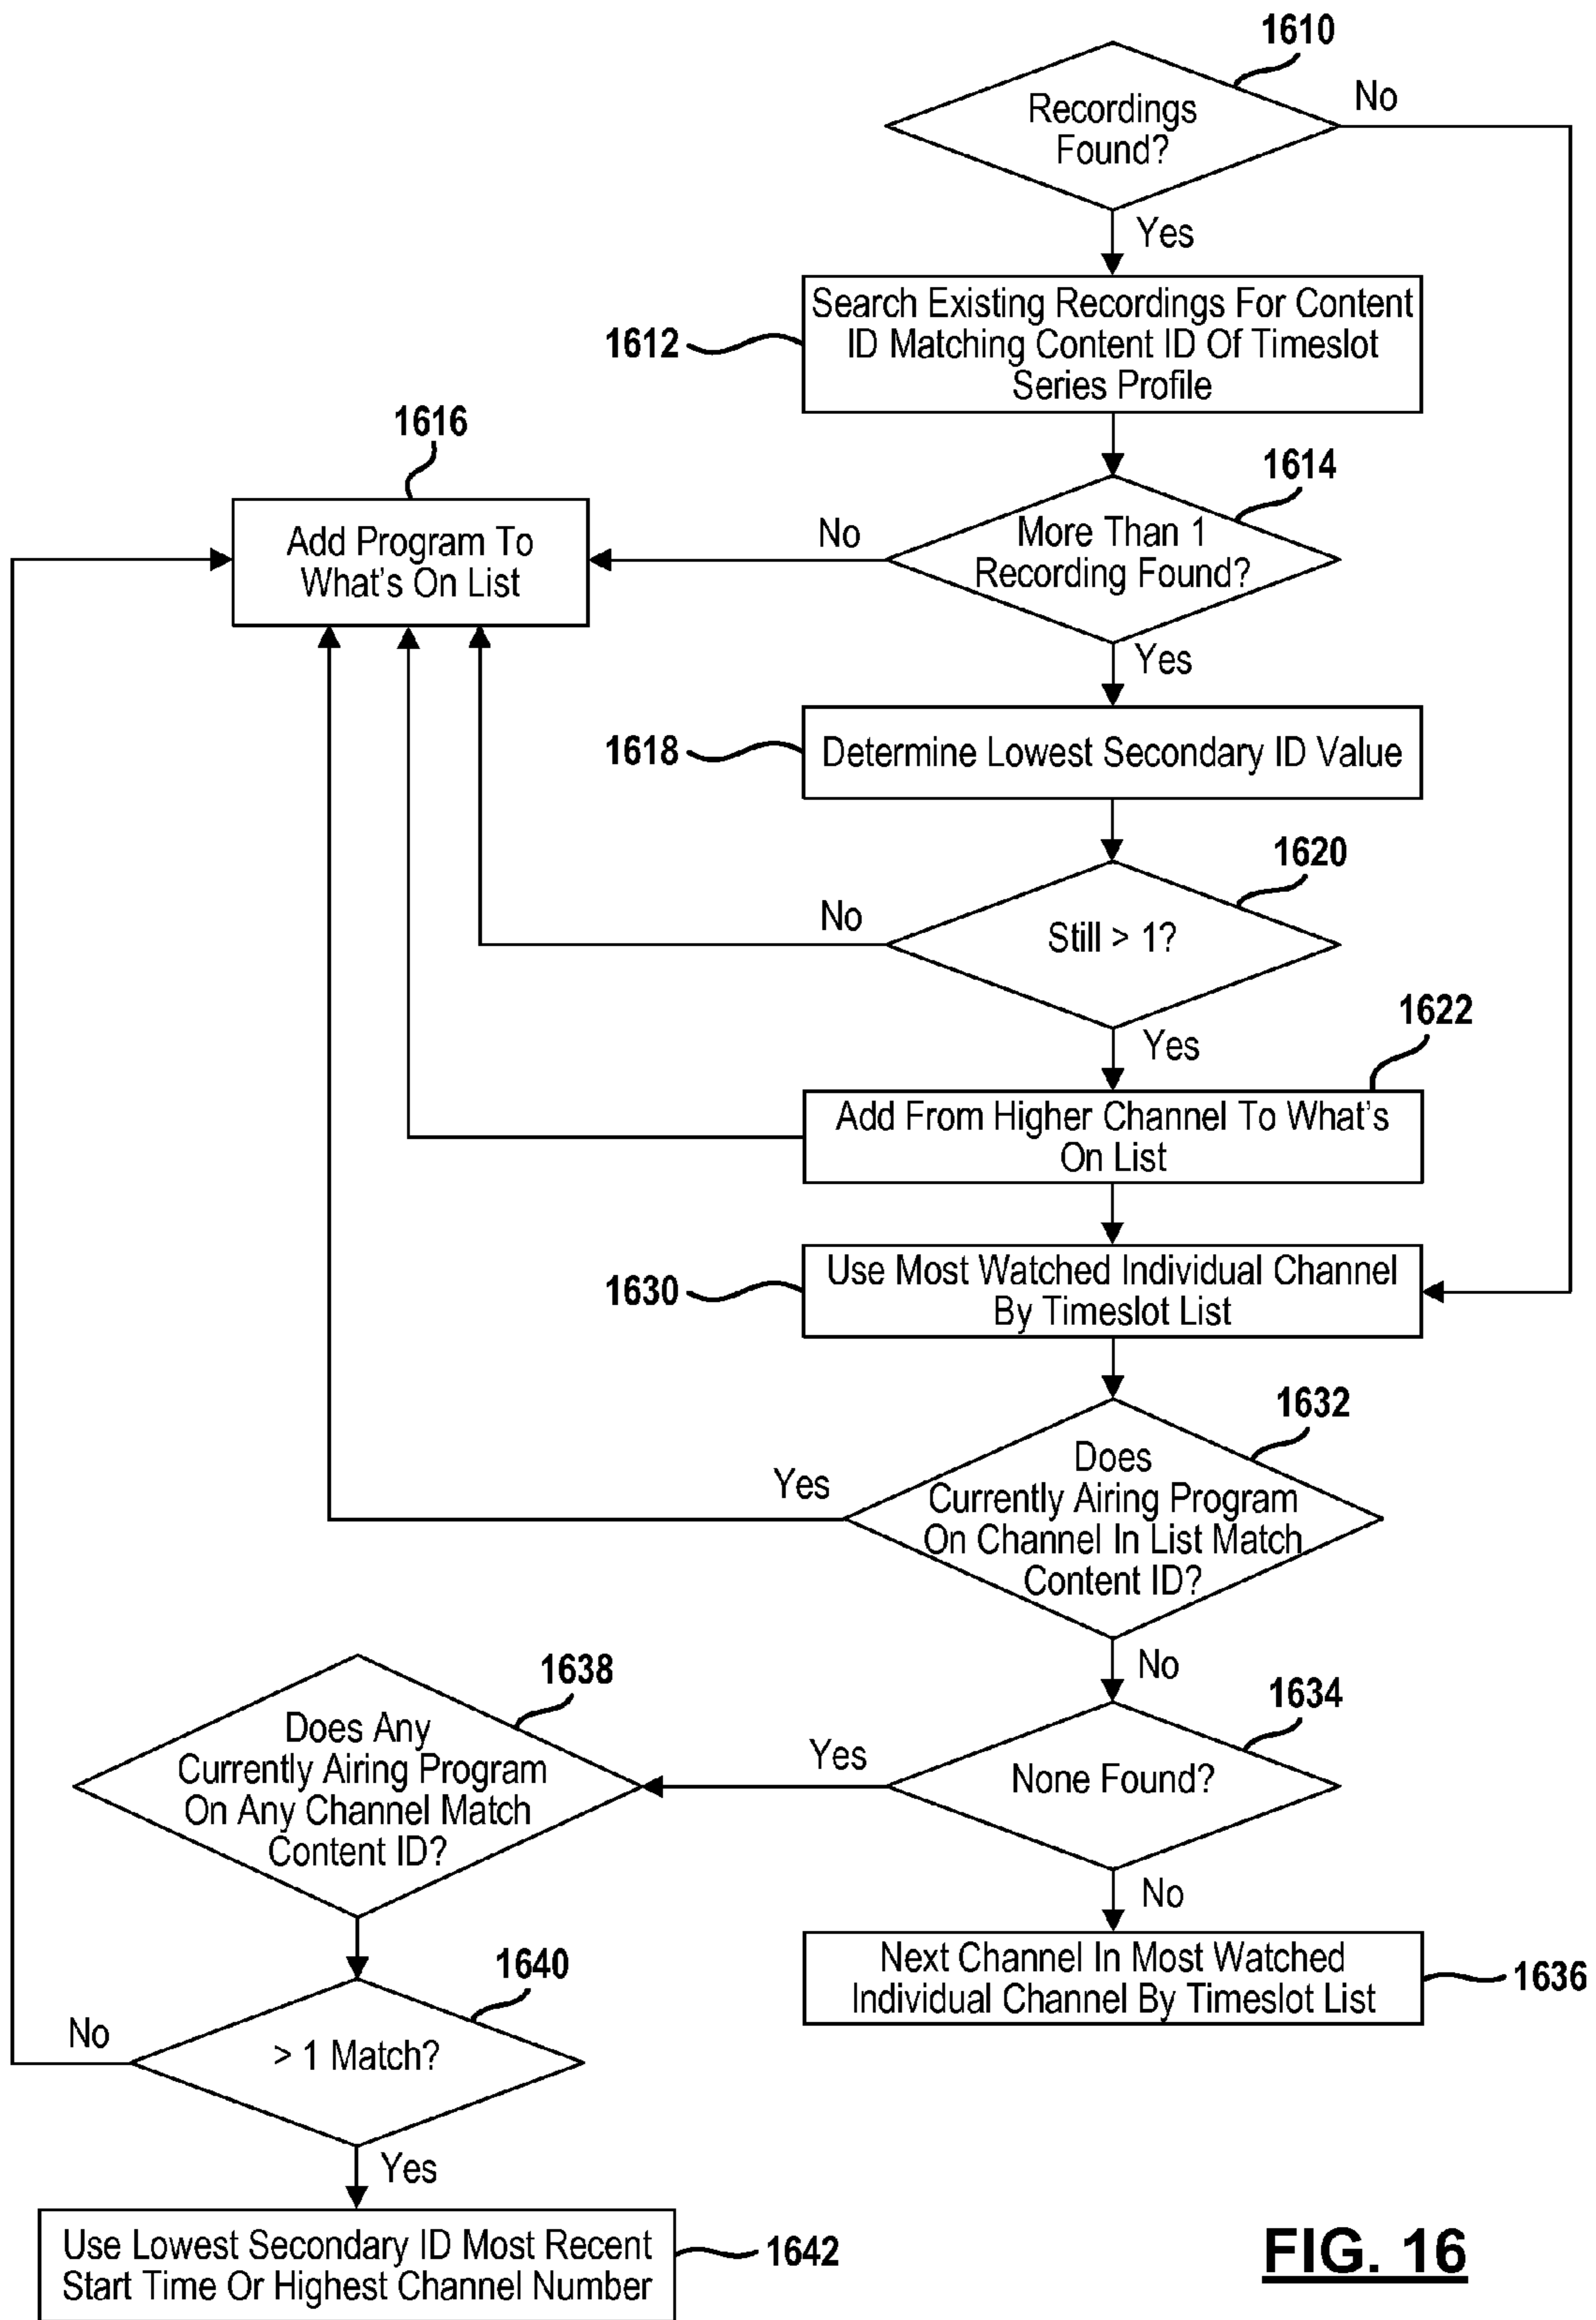 1610
Recordings
Found?
No
Yes
1612
Search Existing Recordings For Content
ID Matching Content ID Of Timeslot
Series Profile
1616
Add Program To
What's On List
1614
No
More Than 1
Recording Found?
Yes
1618
Determine Lowest Secondary ID Value
1620
No
Still > 1?
Yes
1622
Add From Higher Channel To What's
On List
1630
Use Most Watched Individual Channel
By Timeslot List
1632
Yes
Does
Currently Airing Program
On Channel In List Match
Content ID?
No
1634
Yes
None Found?
No
1638
Does Any
Currently Airing Program
On Any Channel Match
Content ID?
1636
Next Channel In Most Watched
Individual Channel By Timeslot List
1640
No
> 1 Match?
Yes
1642
Use Lowest Secondary ID Most Recent
Start Time Or Highest Channel Number
FIG. 16